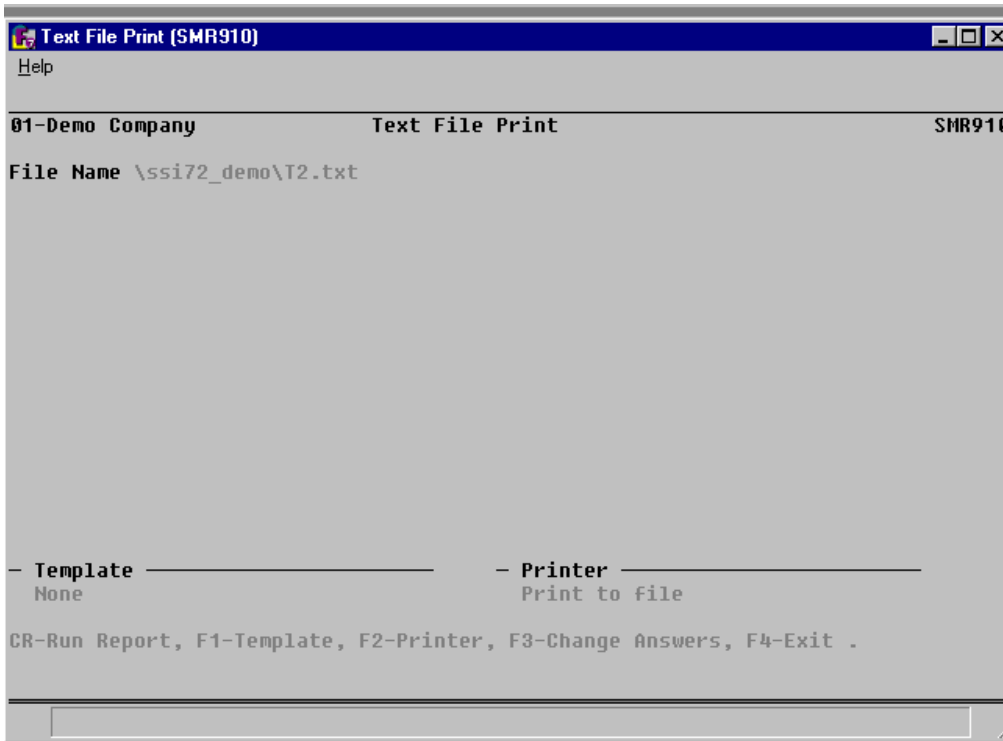 Text File Print (SMR910)
Help
01-Demo Company Text File Print SMR910
File Name \ssi72_demo\T2.txt
Template Printer
None Print to file
CR-Run Report, F1-Template, F2-Printer, F3-Change Answers, F4-Exit .